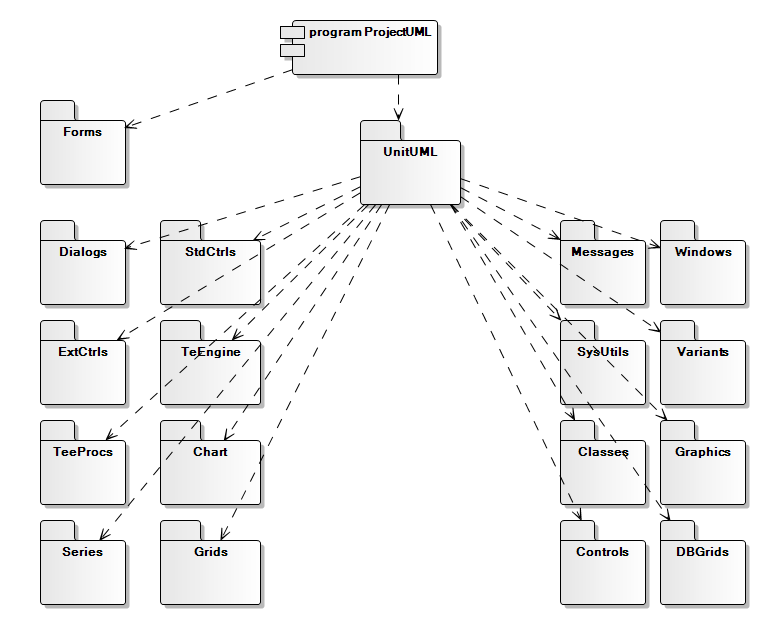 program ProjectUML
Forms
UnitUML
Dialogs
StdCtrls
Messages
Windows
ExtCtrls
TeEngine
SysUtils
Variants
TeeProcs
Chart
Classes
Graphics
Series
Grids
Controls
DBGrids